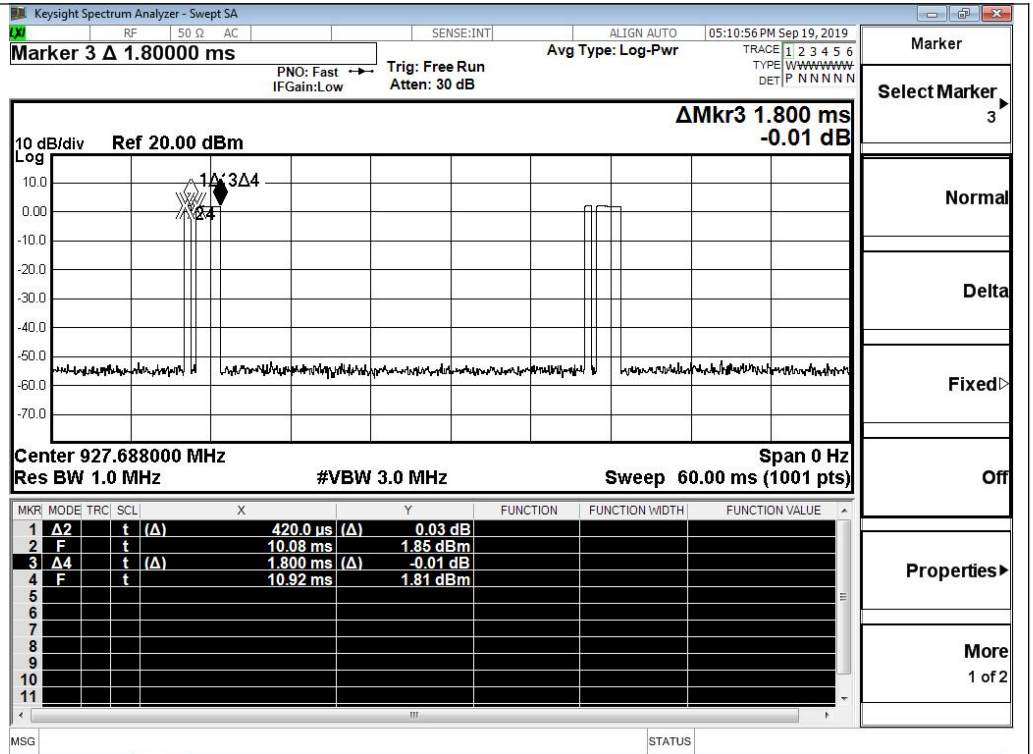 Keysight Spectrum Analyzer - Swept SA
LXI RF 50 Ω AC SENSE:INT ALIGN AUTO 05:10:56 PM Sep 19, 2019
Marker 3 Δ 1.80000 ms
PNO: Fast
IFGain:Low
Trig: Free Run
Atten: 30 dB
Avg Type: Log-Pwr
TRACE 1 2 3 4 5 6
TYPE WWWWWW
DET P N N N N N
ΔMkr3 1.800 ms
-0.01 dB
10 dB/div Ref 20.00 dBm
Log
10.0
0.00
-10.0
-20.0
-30.0
-40.0
-50.0
-60.0
-70.0
3Δ4
Center 927.688000 MHz Span 0 Hz
Res BW 1.0 MHz #VBW 3.0 MHz Sweep 60.00 ms (1001 pts)
MKR MODE TRC SCL X Y FUNCTION FUNCTION WIDTH FUNCTION VALUE
1 Δ2 t (Δ) 420.0 µs (Δ) 0.03 dB
2 F t 10.08 ms 1.85 dBm
3 Δ4 t (Δ) 1.800 ms (Δ) -0.01 dB
4 F t 10.92 ms 1.81 dBm
5
6
7
8
9
10
11
MSG STATUS
Marker
Select Marker
3
Normal
Delta
Fixed
Off
Properties
More
1 of 2